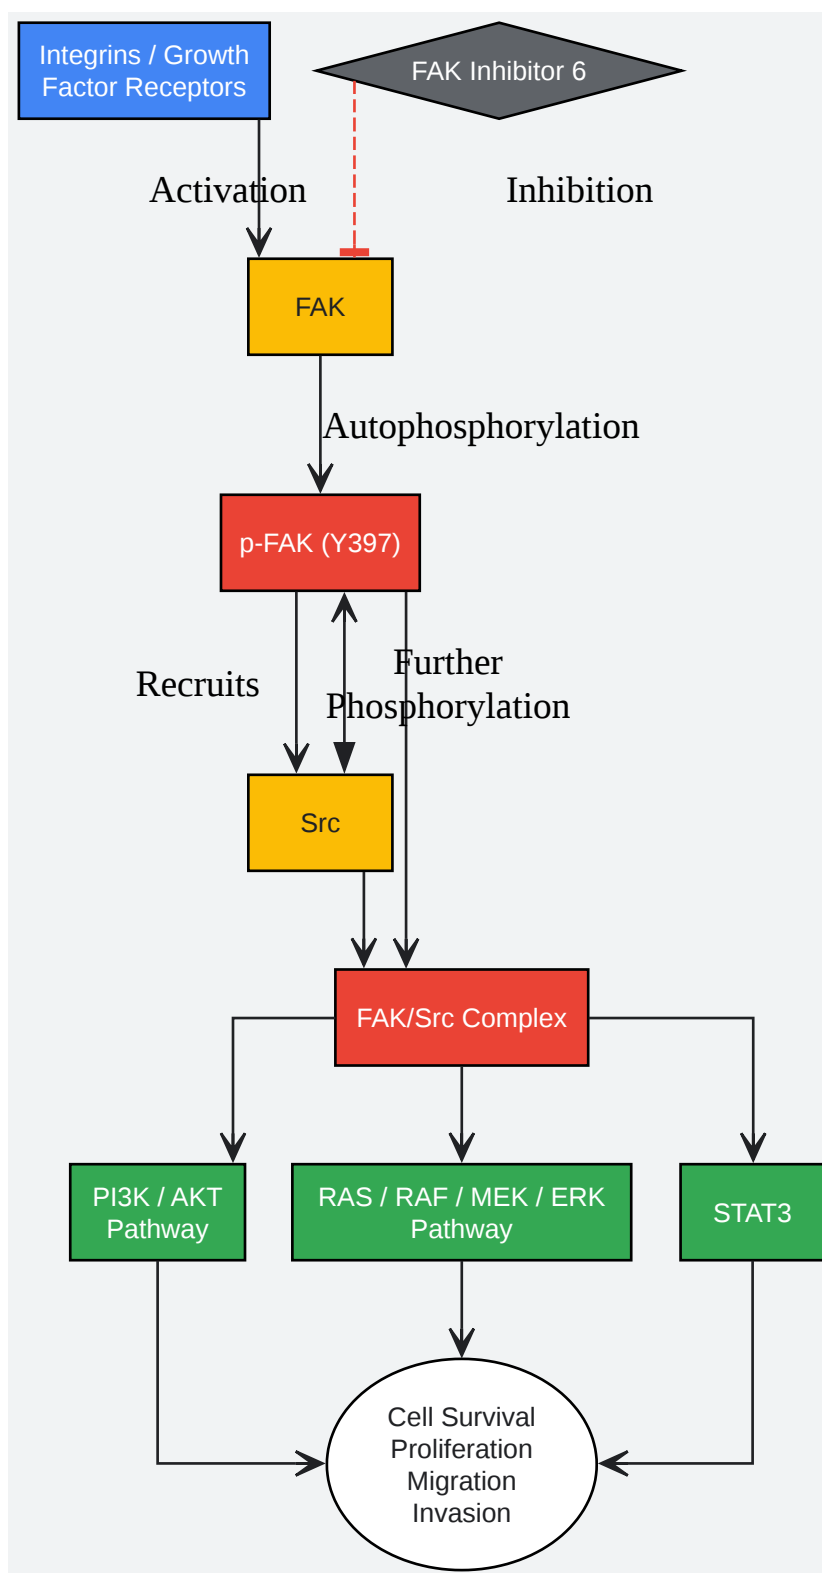 Integrins / Growth
Factor Receptors
FAK Inhibitor 6
Activation
Inhibition
FAK
Autophosphorylation
p-FAK (Y397)
Recruits
Further
Phosphorylation
Src
FAK/Src Complex
PI3K / AKT
Pathway
RAS / RAF / MEK / ERK
Pathway
STAT3
Cell Survival
Proliferation
Migration
Invasion